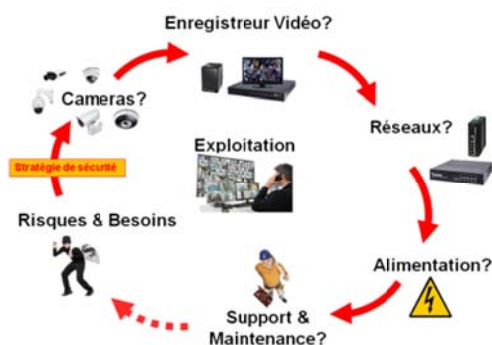 Enregistreur Vidéo?
Cameras?
Réseaux?
Exploitation
Stratégie de sécurité
Risques & Besoins
Alimentation?
Support &
Maintenance?